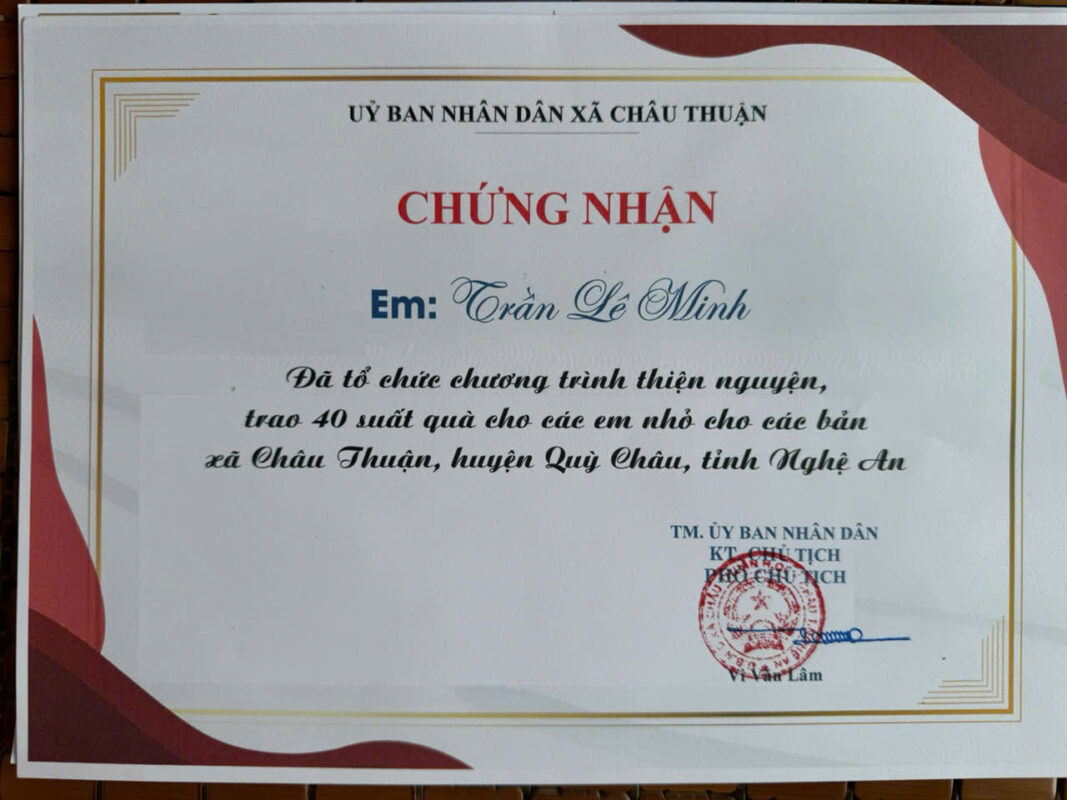 UỶ BAN NHÂN DÂN XÃ CHÂU THUẬN
CHỨNG NHẬN
Em: Trần Lê Minh
Đã tổ chức chương trình thiện nguyện,
trao 40 suất quà cho các em nhỏ cho các bản
xã Châu Thuận, huyện Quỳ Châu, tỉnh Nghệ An
TM. ỦY BAN NHÂN DÂN
KT. CHỦ TỊCH
PHÓ CHỦ TỊCH
Vi Văn Lâm